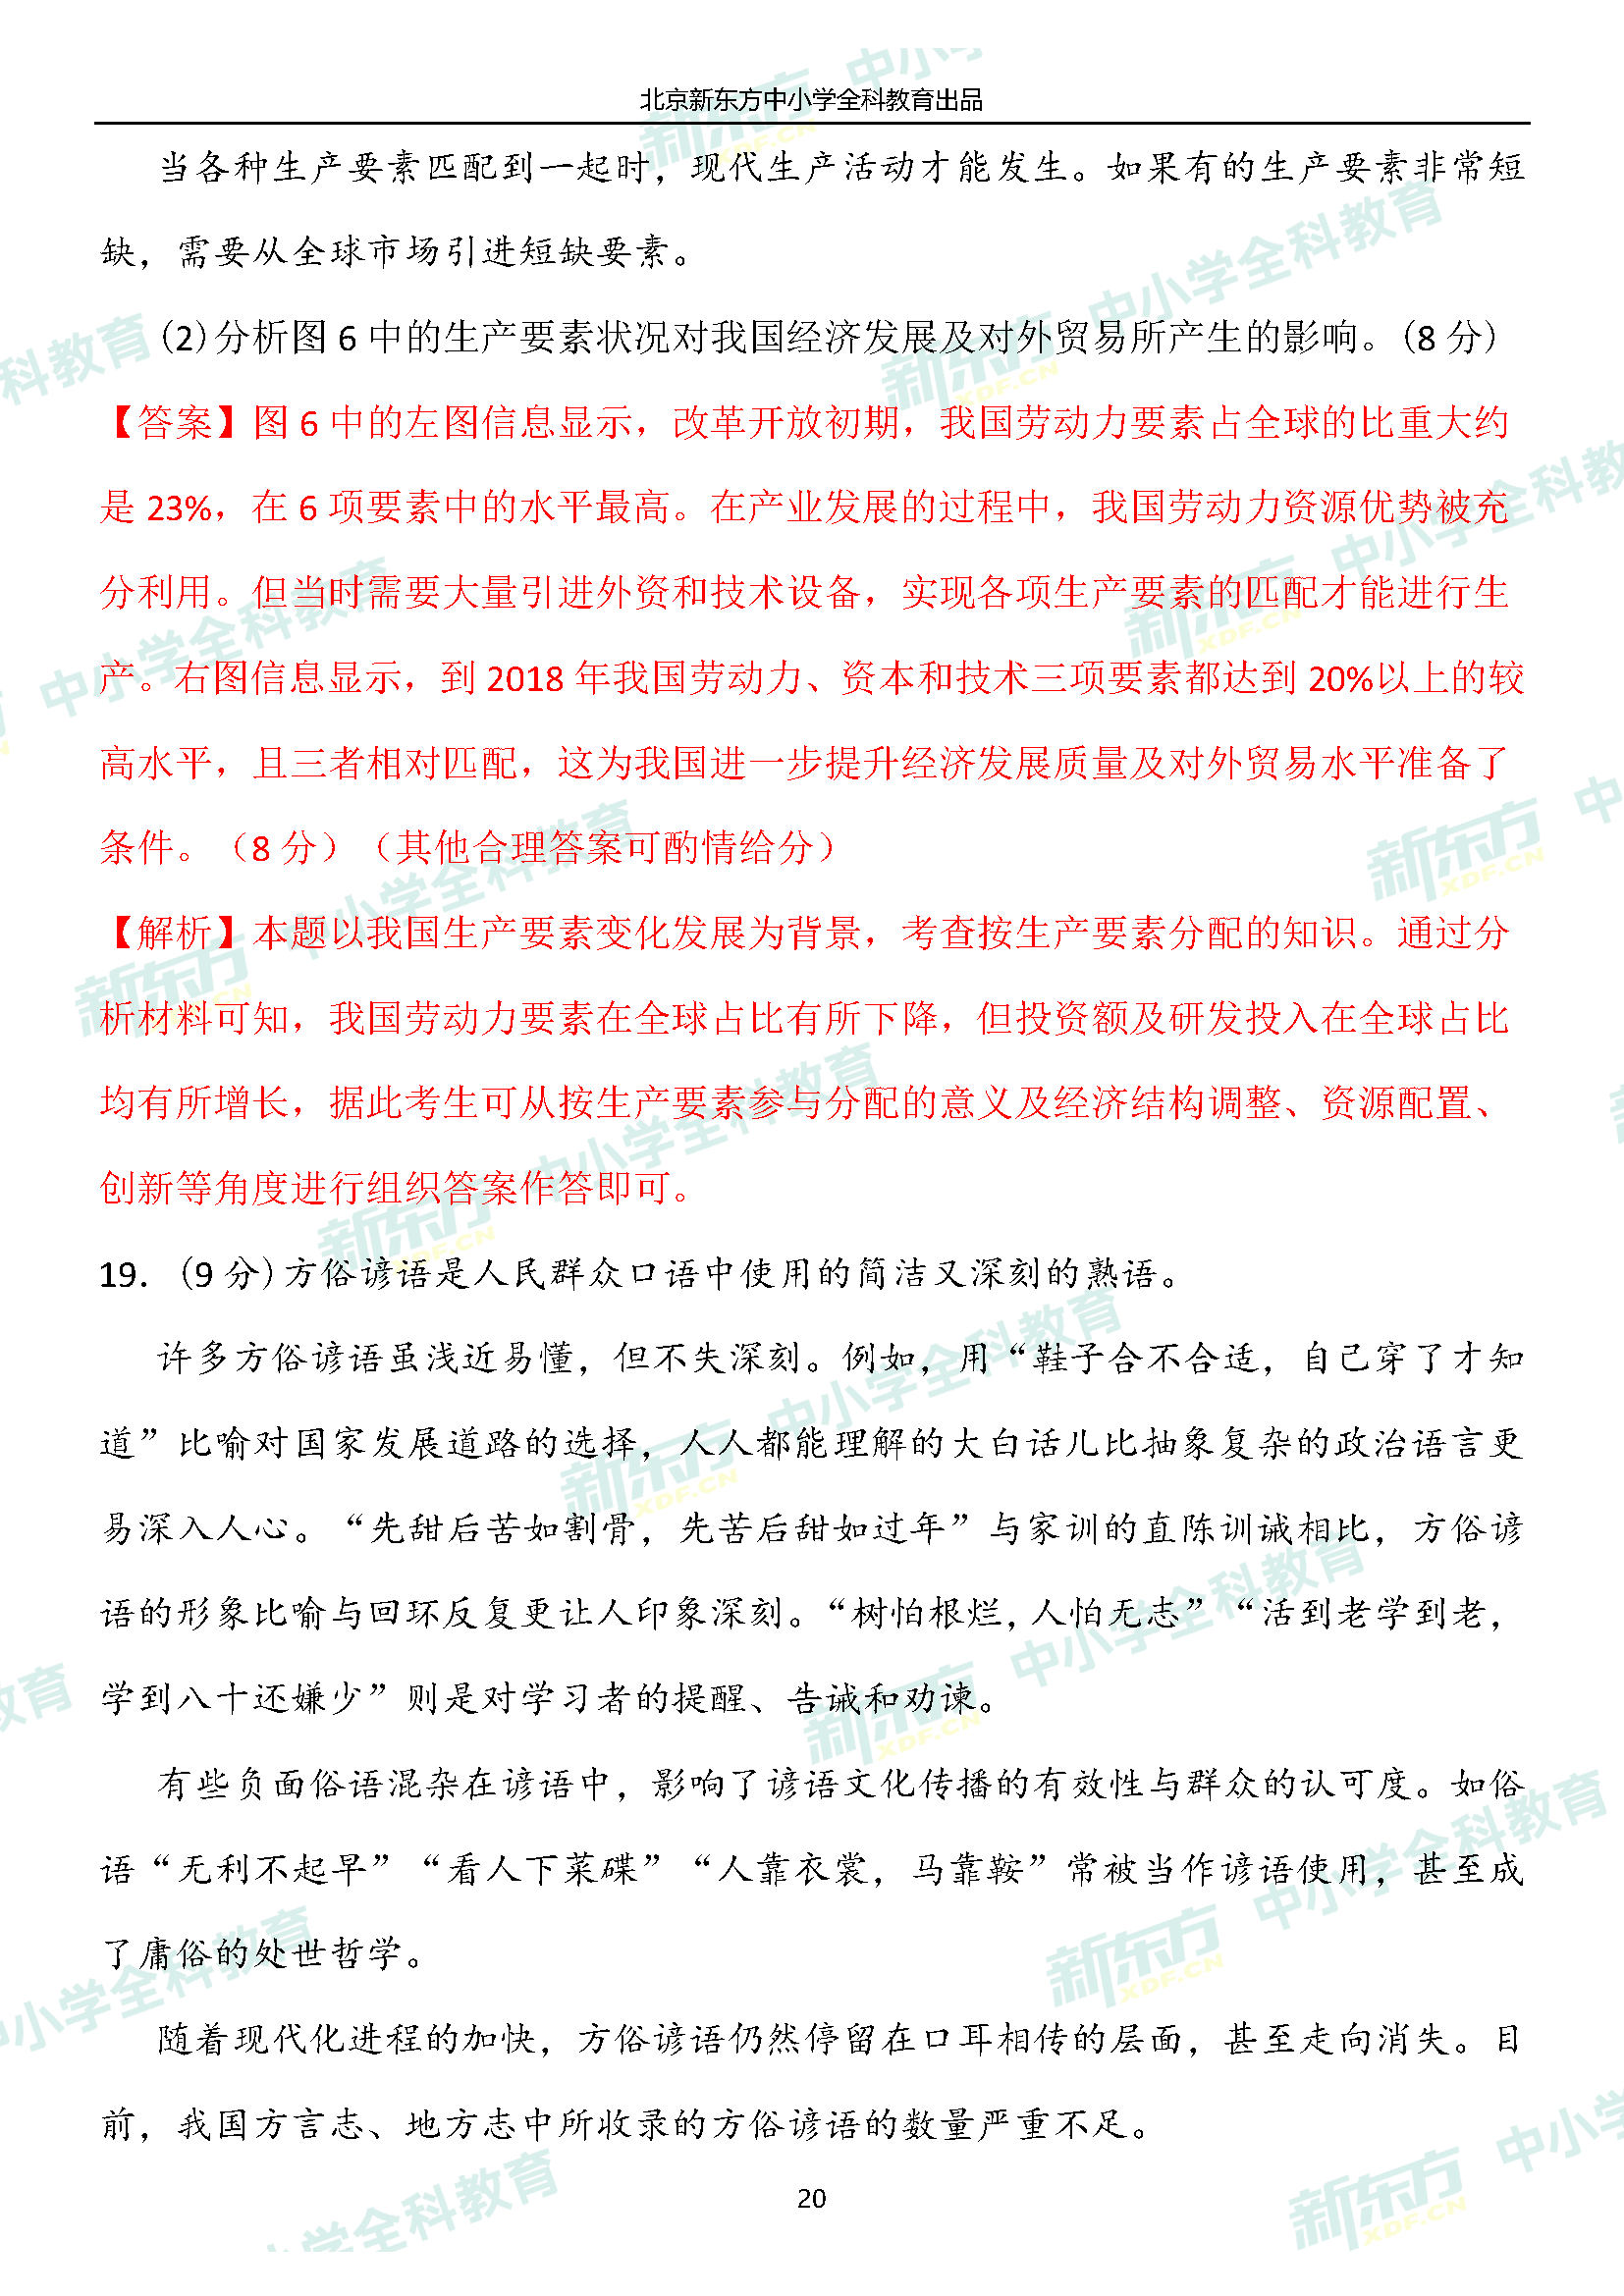 北京新东方中小学全科教育出品
当各种生产要素匹配到一起时，现代生产活动才能发生。如果有的生产要素非常短
缺，需要从全球市场引进短缺要素。
(2)分析图 6 中的生产要素状况对我国经济发展及对外贸易所产生的影响。(8 分)
【答案】图 6 中的左图信息显示，改革开放初期，我国劳动力要素占全球的比重大约
是 23%，在 6 项要素中的水平最高。在产业发展的过程中，我国劳动力资源优势被充
分利用。但当时需要大量引进外资和技术设备，实现各项生产要素的匹配才能进行生
产。右图信息显示，到 2018 年我国劳动力、资本和技术三项要素都达到 20%以上的较
高水平，且三者相对匹配，这为我国进一步提升经济发展质量及对外贸易水平准备了
条件。（8 分）（其他合理答案可酌情给分）
【解析】本题以我国生产要素变化发展为背景，考查按生产要素分配的知识。通过分
析材料可知，我国劳动力要素在全球占比有所下降，但投资额及研发投入在全球占比
均有所增长，据此考生可从按生产要素参与分配的意义及经济结构调整、资源配置、
创新等角度进行组织答案作答即可。
19. (9 分)方俗谚语是人民群众口语中使用的简洁又深刻的熟语。
许多方俗谚语虽浅近易懂，但不失深刻。例如，用“鞋子合不合适，自己穿了才知
道”比喻对国家发展道路的选择，人人都能理解的大白话儿比抽象复杂的政治语言更
易深入人心。“先甜后苦如割骨，先苦后甜如过年”与家训的直陈训诫相比，方俗谚
语的形象比喻与回环反复更让人印象深刻。“树怕根烂，人怕无志”“活到老学到老，
学到八十还嫌少”则是对学习者的提醒、告诫和劝谏。
有些负面俗语混杂在谚语中，影响了谚语文化传播的有效性与群众的认可度。如俗
语“无利不起早”“看人下菜碟”“人靠衣裳，马靠鞍”常被当作谚语使用，甚至成
了庸俗的处世哲学。
随着现代化进程的加快，方俗谚语仍然停留在口耳相传的层面，甚至走向消失。目
前，我国方言志、地方志中所收录的方俗谚语的数量严重不足。
20